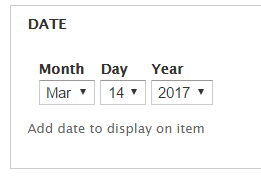 DATE
Month Day Year
Mar 14 2017
Add date to display on item